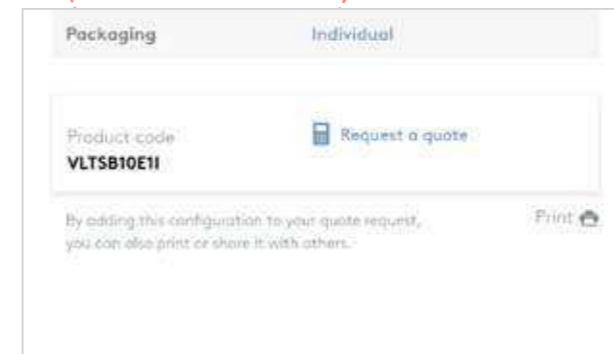 Packaging Individual
Product code Request a quote
VLTSB10E1I
By adding this configuration to your quote request, Print
you can also print or share it with others.